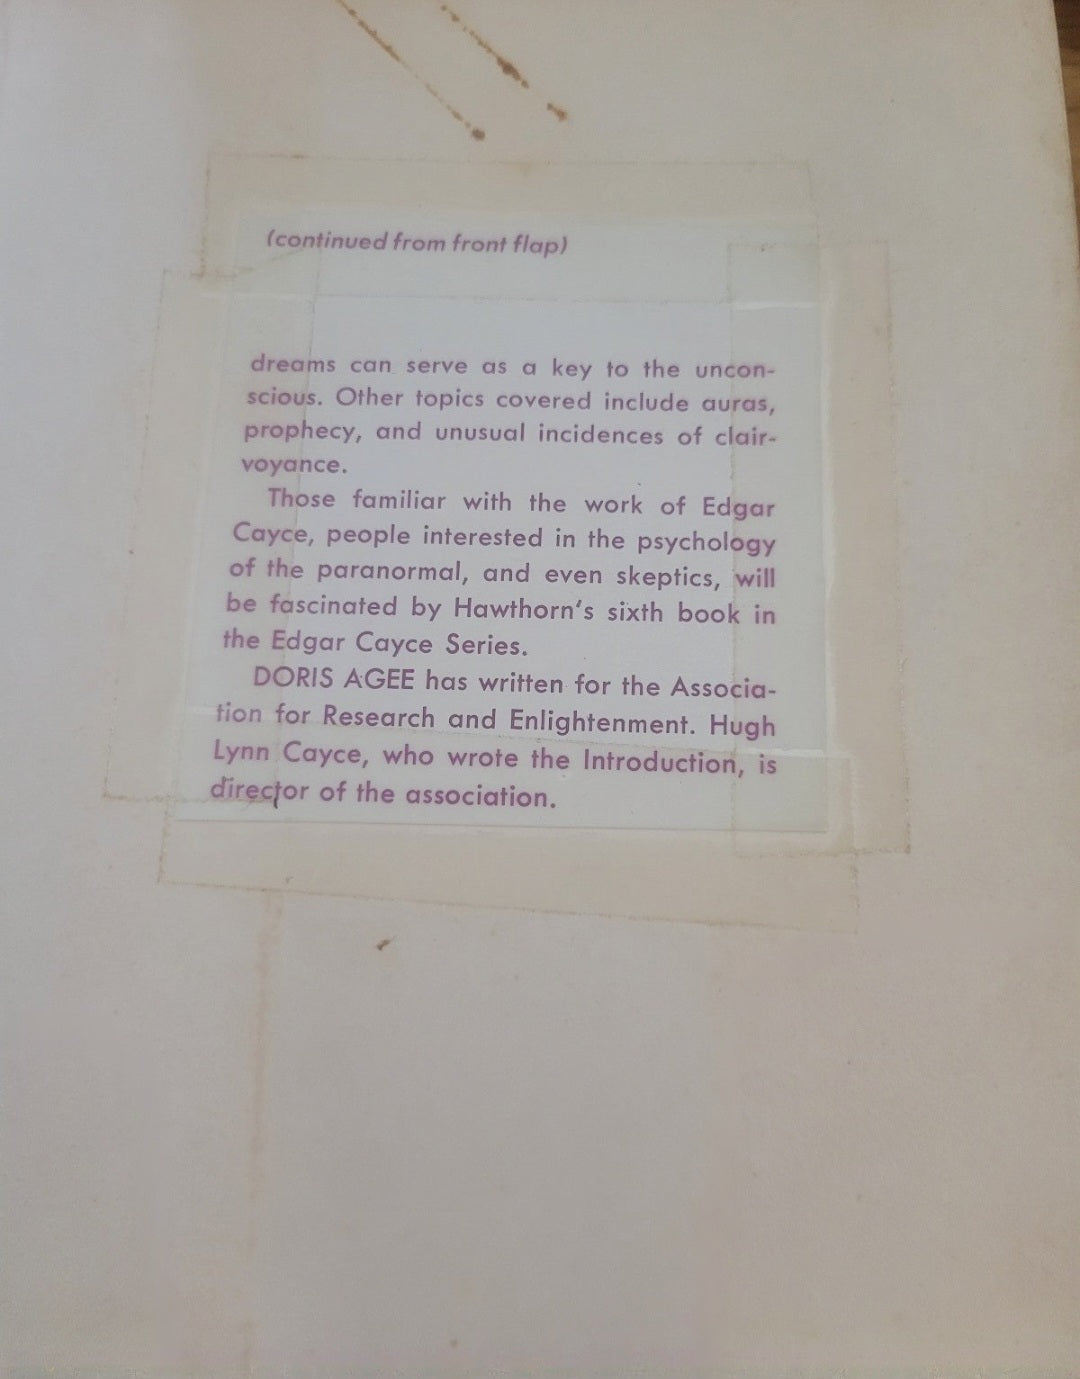 (continued from front flap)
dreams can serve as a key to the uncon-
scious. Other topics covered include auras,
prophecy, and unusual incidences of clair-
voyance.
Those familiar with the work of Edgar
Cayce, people interested in the psychology
of the paranormal, and even skeptics, will
be fascinated by Hawthorn's sixth book in
the Edgar Cayce Series.
DORIS AGEE has written for the Associa-
tion for Research and Enlightenment. Hugh
Lynn Cayce, who wrote the Introduction, is
director of the association.